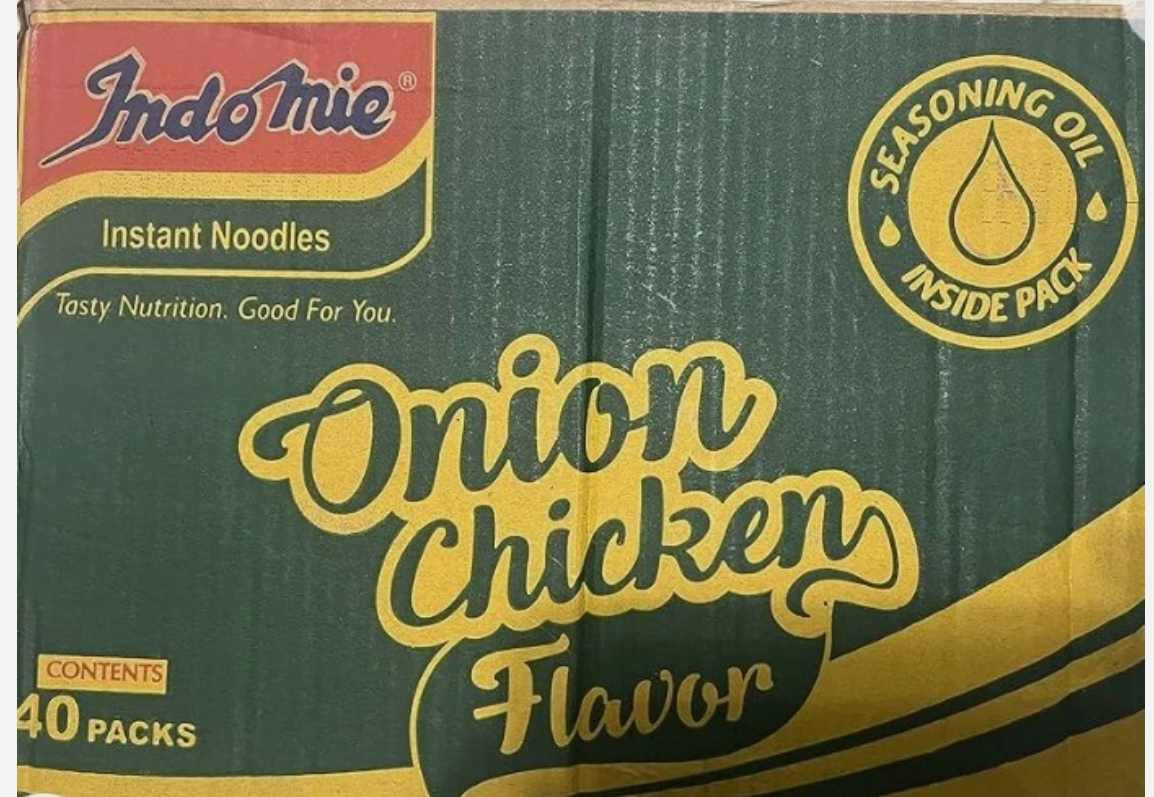 Indomie®
Instant Noodles
Tasty Nutrition. Good For You.
SEASONING OIL
INSIDE PACK
Onion
Chicken
Flavor
CONTENTS
40 PACKS